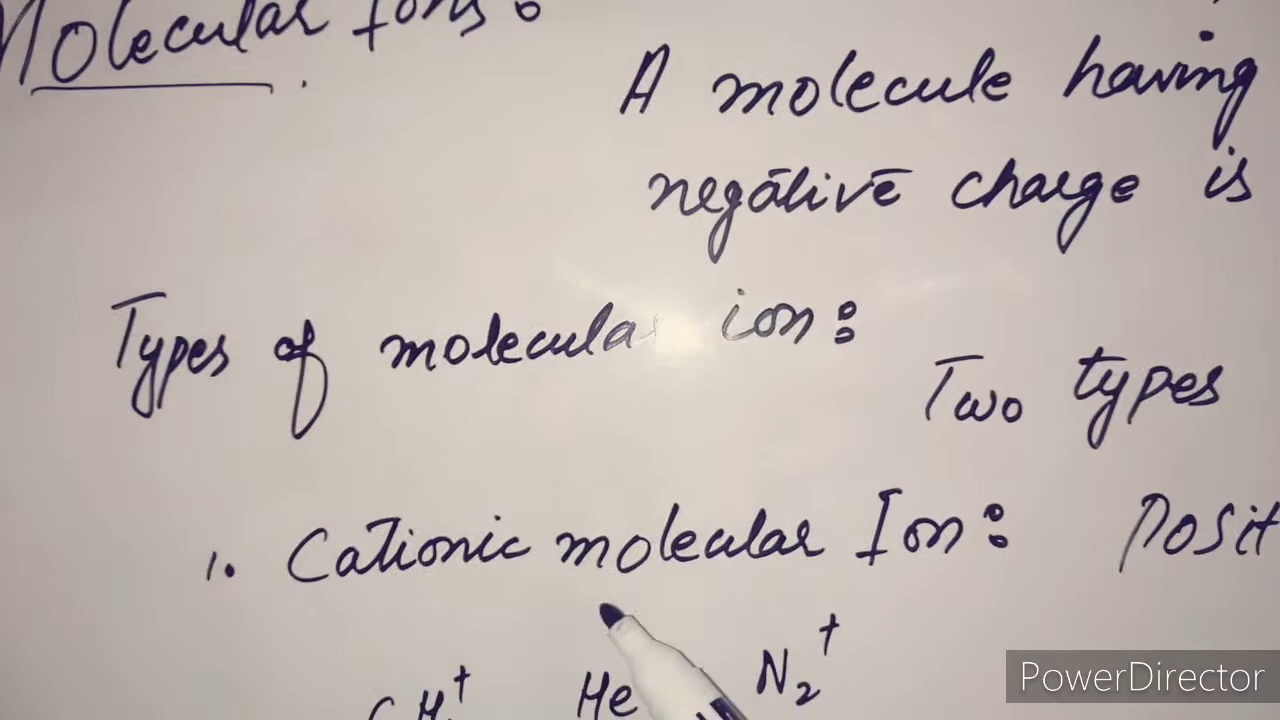 Molecular Ions:
A molecule having
negative charge is
Types of molecular ion:
Two types
1. Cationic molecular Ion: Posit
CH+ He N2+
PowerDirector